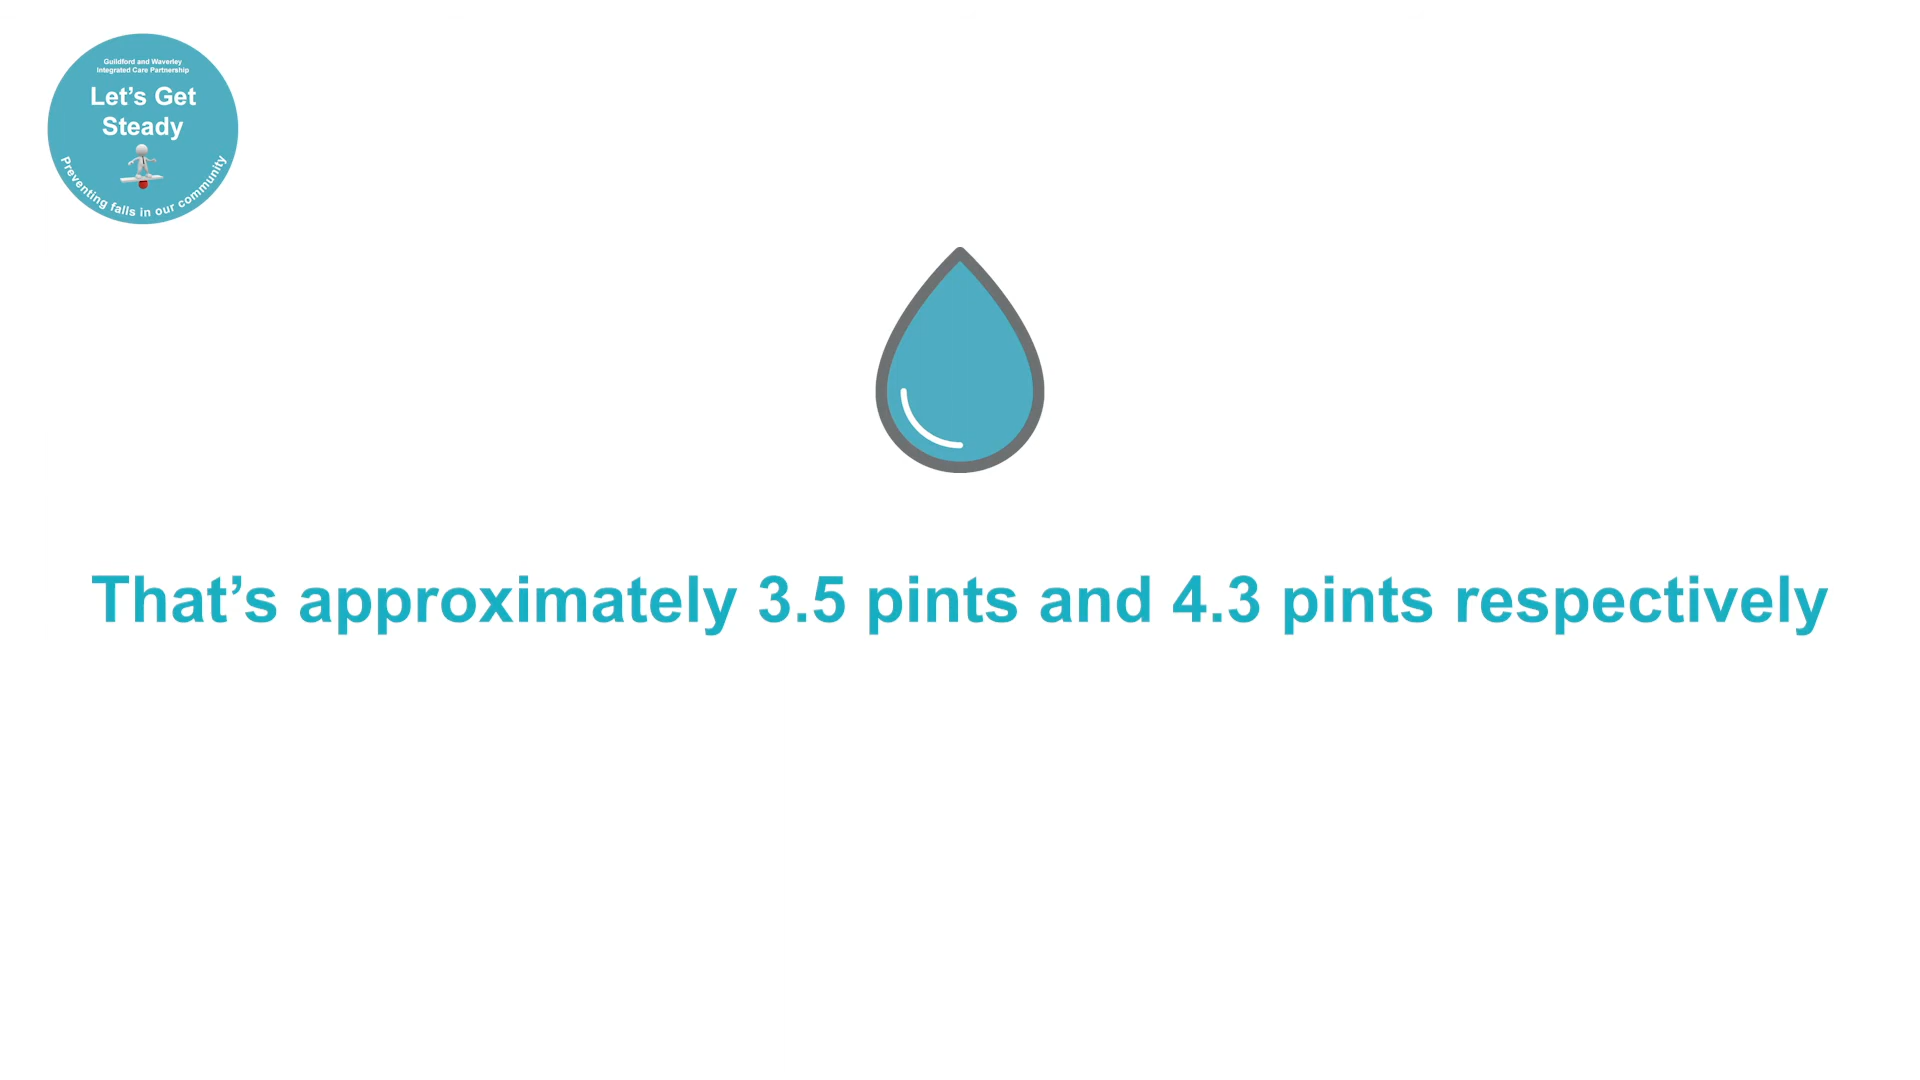 Guildford and Waverley
Integrated Care Partnership
Let's Get
Steady
Preventing falls in our community
That's approximately 3.5 pints and 4.3 pints respectively